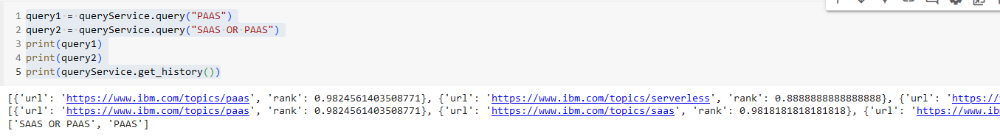 1 query1 = queryService.query("PAAS")
2 query2 = queryService.query("SAAS OR PAAS")
3 print(query1)
4 print(query2)
5 print(queryService.get_history())
[{'url': 'https://www.ibm.com/topics/paas', 'rank': 0.9824561403508771}, {'url': 'https://www.ibm.com/topics/serverless', 'rank': 0.8888888888888888}, {'url': 'https://
[{'url': 'https://www.ibm.com/topics/paas', 'rank': 0.9824561403508771}, {'url': 'https://www.ibm.com/topics/saas', 'rank': 0.9818181818181818}, {'url': 'https://www.ib
['SAAS OR PAAS', 'PAAS']